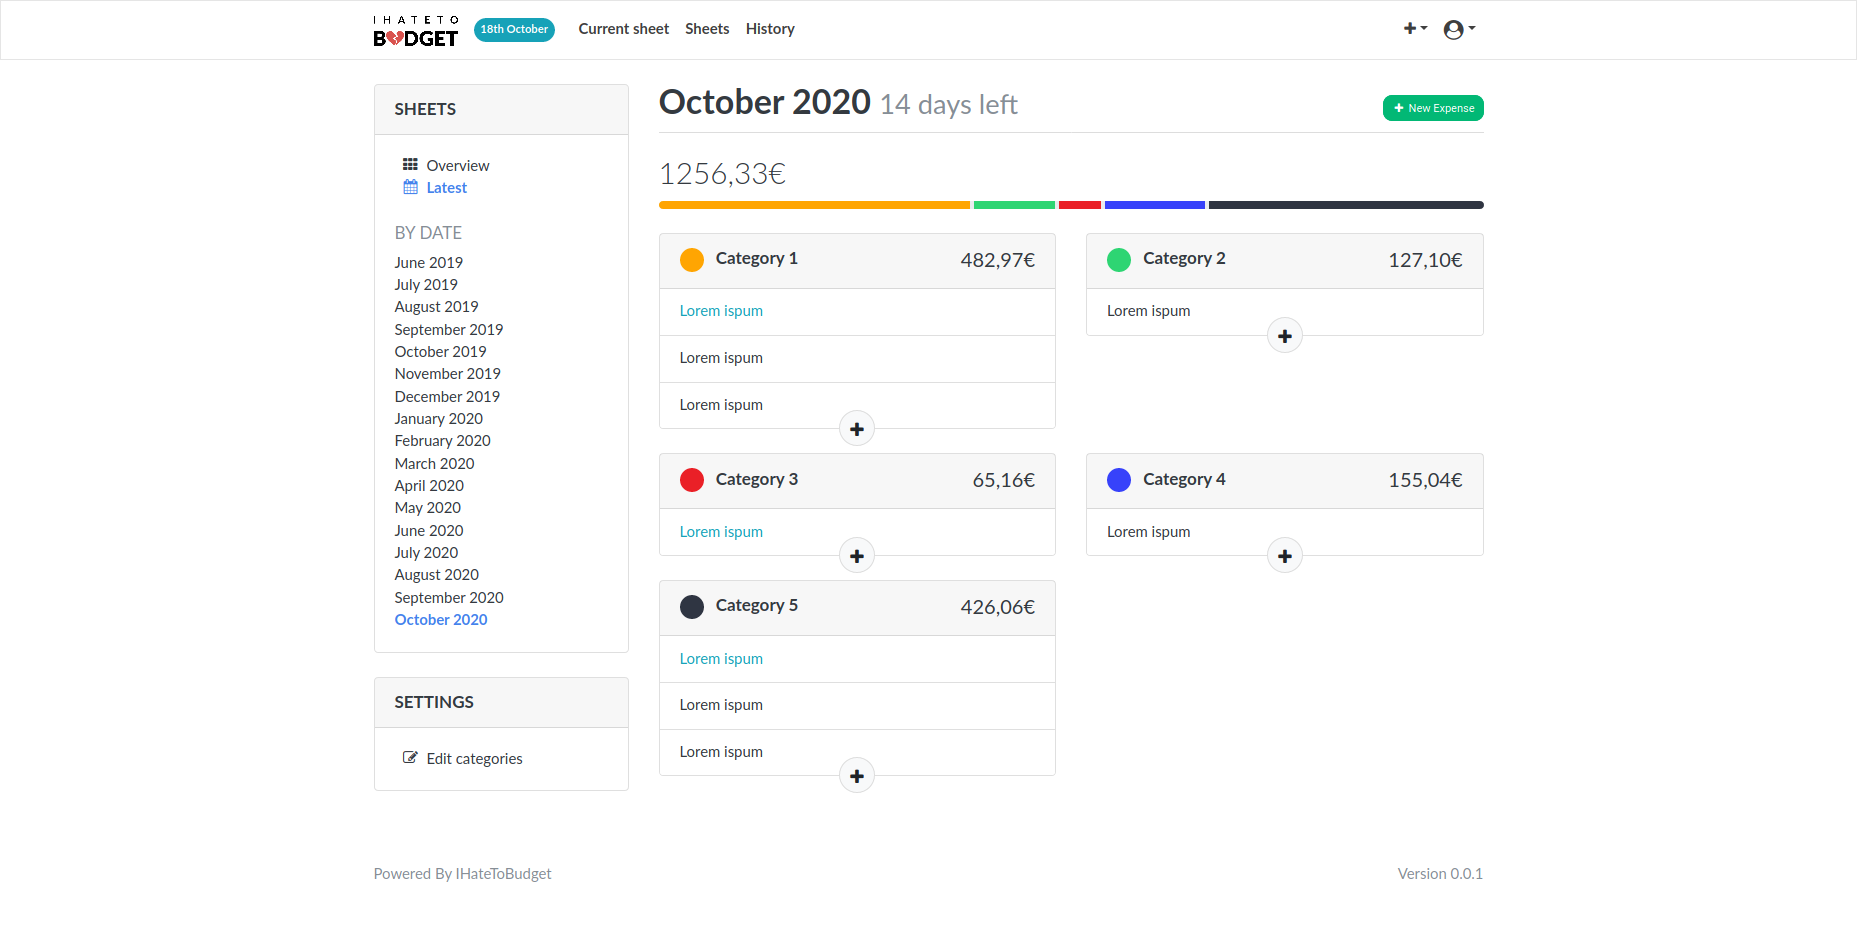 I HATE TO
BUDGET
18th October
Current sheet
Sheets
History
SHEETS
Overview
Latest
BY DATE
June 2019
July 2019
August 2019
September 2019
October 2019
November 2019
December 2019
January 2020
February 2020
March 2020
April 2020
May 2020
June 2020
July 2020
August 2020
September 2020
October 2020
SETTINGS
Edit categories
October 2020 14 days left
New Expense
1256,33€
Category 1 482,97€
Lorem ispum
Lorem ispum
Lorem ispum
Category 2 127,10€
Lorem ispum
Category 3 65,16€
Lorem ispum
Category 4 155,04€
Lorem ispum
Category 5 426,06€
Lorem ispum
Lorem ispum
Lorem ispum
Powered By IHateToBudget
Version 0.0.1